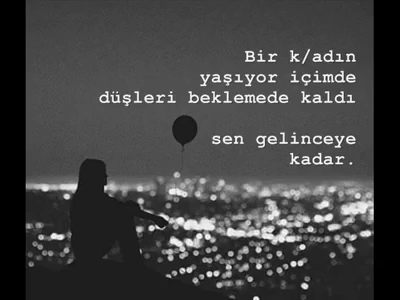 Bir k/adın
yaşıyor içimde
düşleri beklemede kaldı
sen gelinceye
kadar.